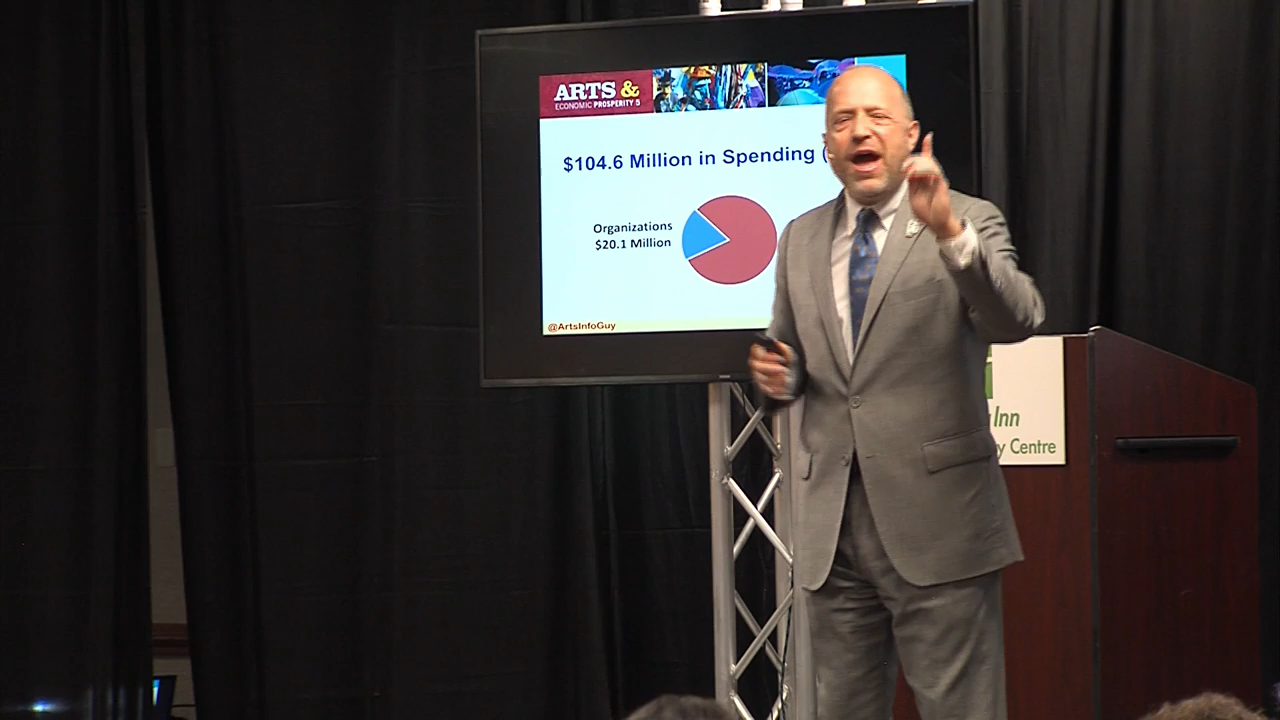 ARTS &
ECONOMIC PROSPERITY 5
$104.6 Million in Spending (
Organizations
$20.1 Million
@ArtsInfoGuy
Inn
Centre